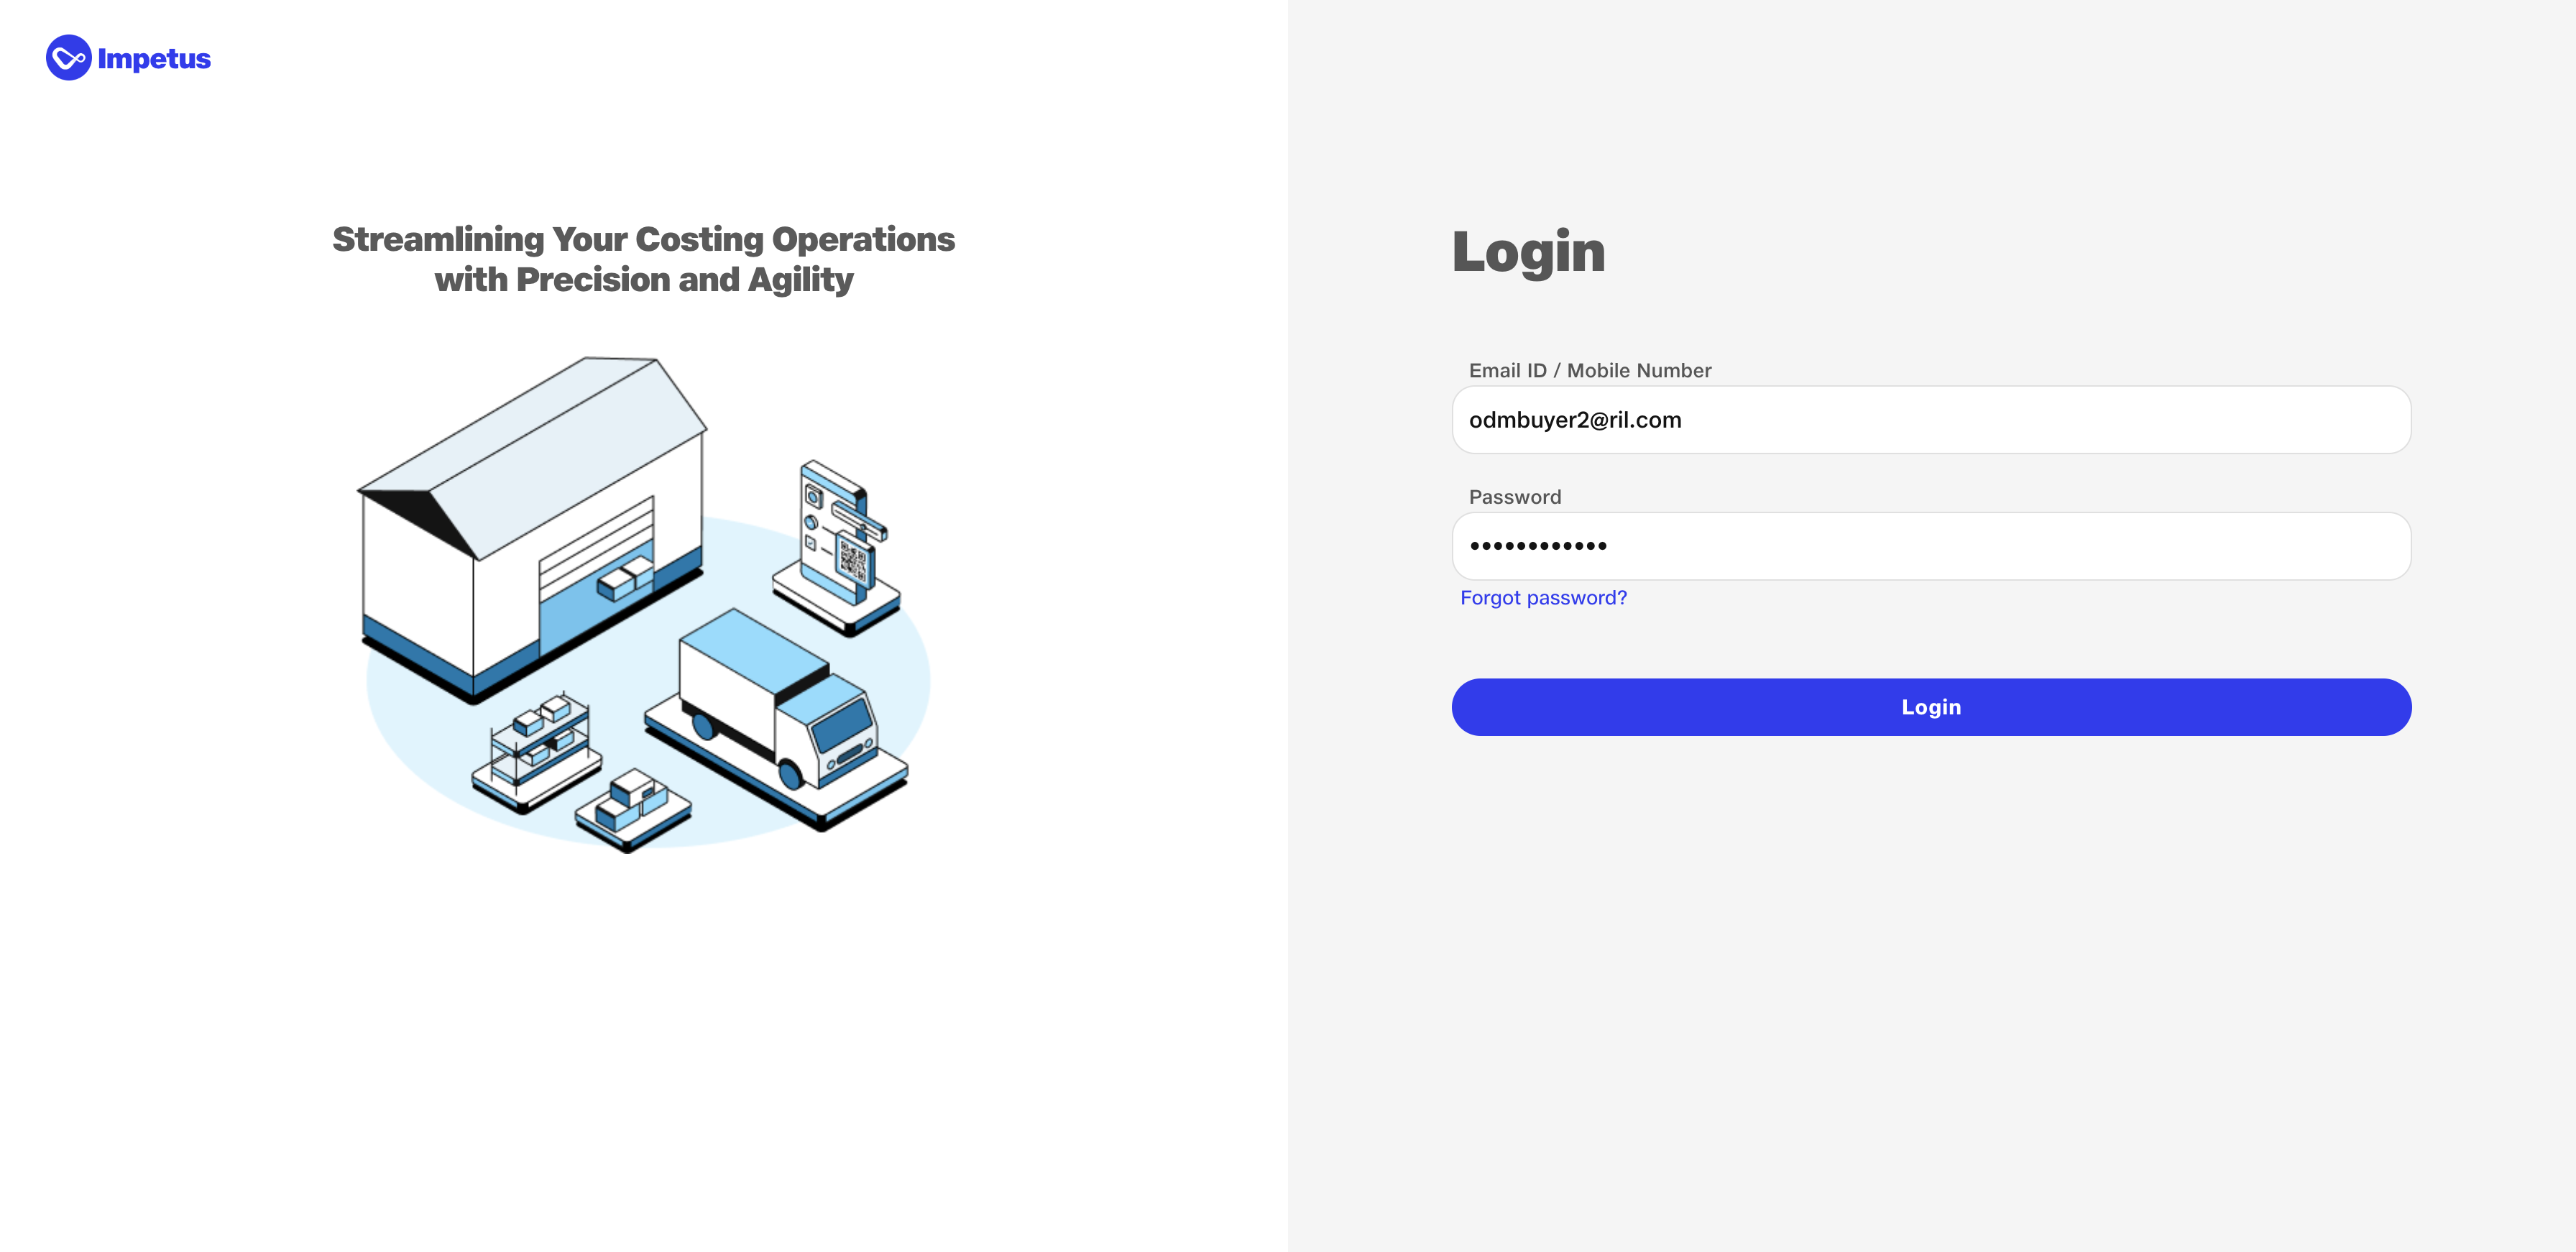 Impetus
Streamlining Your Costing Operations
with Precision and Agility
Login
Email ID / Mobile Number
odmbuyer2@ril.com
Password
••••••••••••
Forgot password?
Login